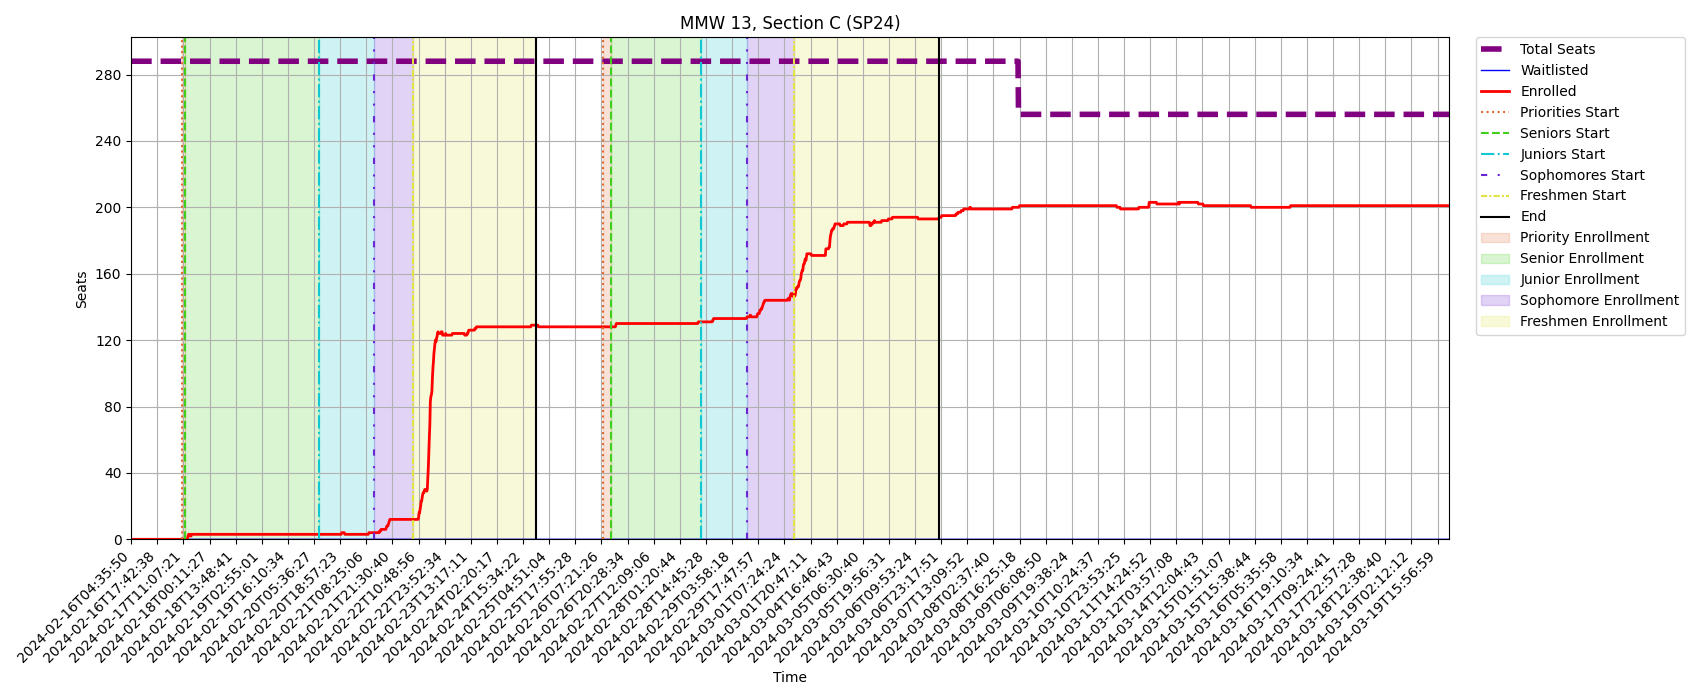 MMW 13, Section C (SP24)
280
240
200
160
120
80
40
0
Seats
2024-02-16T04:35:50
2024-02-16T17:42:38
2024-02-17T11:07:21
2024-02-18T00:11:27
2024-02-18T13:48:41
2024-02-19T02:55:01
2024-02-19T16:10:34
2024-02-20T05:36:27
2024-02-20T18:57:23
2024-02-21T08:25:06
2024-02-21T21:30:40
2024-02-22T10:48:56
2024-02-22T23:52:34
2024-02-23T13:17:11
2024-02-24T02:20:17
2024-02-24T15:34:22
2024-02-25T04:51:04
2024-02-25T17:55:28
2024-02-26T07:21:26
2024-02-26T20:28:34
2024-02-27T12:09:06
2024-02-28T01:20:44
2024-02-28T14:45:28
2024-02-29T03:58:18
2024-02-29T17:47:57
2024-03-01T07:24:24
2024-03-01T20:47:11
2024-03-04T16:46:43
2024-03-05T06:30:40
2024-03-05T19:56:31
2024-03-06T09:53:24
2024-03-06T23:17:51
2024-03-07T13:09:52
2024-03-08T02:37:40
2024-03-08T16:25:18
2024-03-09T06:08:50
2024-03-09T19:38:24
2024-03-10T10:24:37
2024-03-10T23:53:25
2024-03-11T14:24:52
2024-03-12T03:57:08
2024-03-14T12:04:43
2024-03-15T01:51:07
2024-03-15T15:38:44
2024-03-16T05:35:58
2024-03-16T19:10:34
2024-03-17T09:24:41
2024-03-17T22:57:28
2024-03-18T12:38:40
2024-03-19T02:12:12
2024-03-19T15:56:59
Time
Total Seats
Waitlisted
Enrolled
Priorities Start
Seniors Start
Juniors Start
Sophomores Start
Freshmen Start
End
Priority Enrollment
Senior Enrollment
Junior Enrollment
Sophomore Enrollment
Freshmen Enrollment